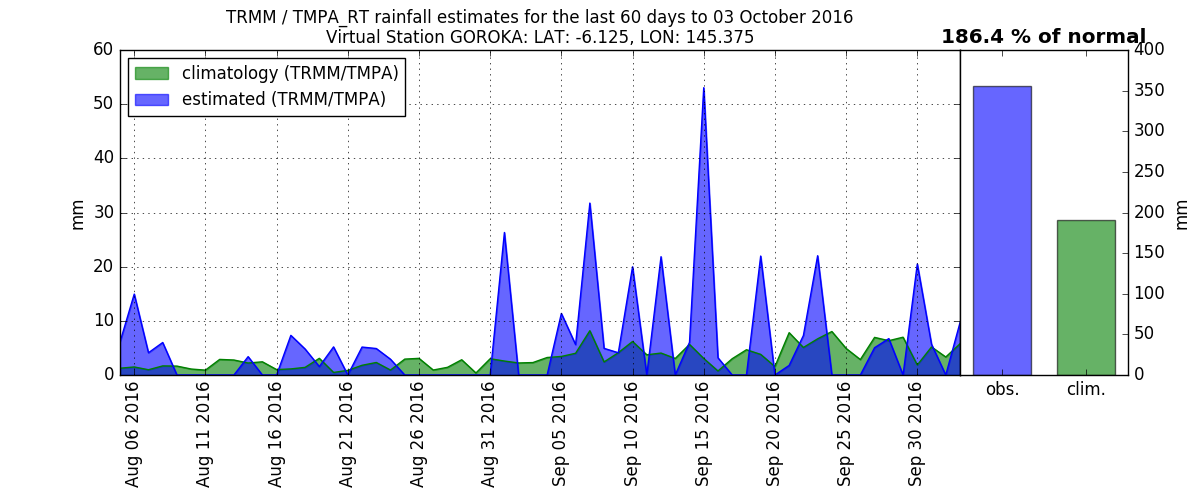 TRMM / TMPA_RT rainfall estimates for the last 60 days to 03 October 2016
Virtual Station GOROKA: LAT: -6.125, LON: 145.375
186.4 % of normal
climatology (TRMM/TMPA)
estimated (TRMM/TMPA)
60
50
40
30
20
10
0
mm
Aug 06 2016
Aug 11 2016
Aug 16 2016
Aug 21 2016
Aug 26 2016
Aug 31 2016
Sep 05 2016
Sep 10 2016
Sep 15 2016
Sep 20 2016
Sep 25 2016
Sep 30 2016
400
350
300
250
200
150
100
50
0
mm
obs.
clim.